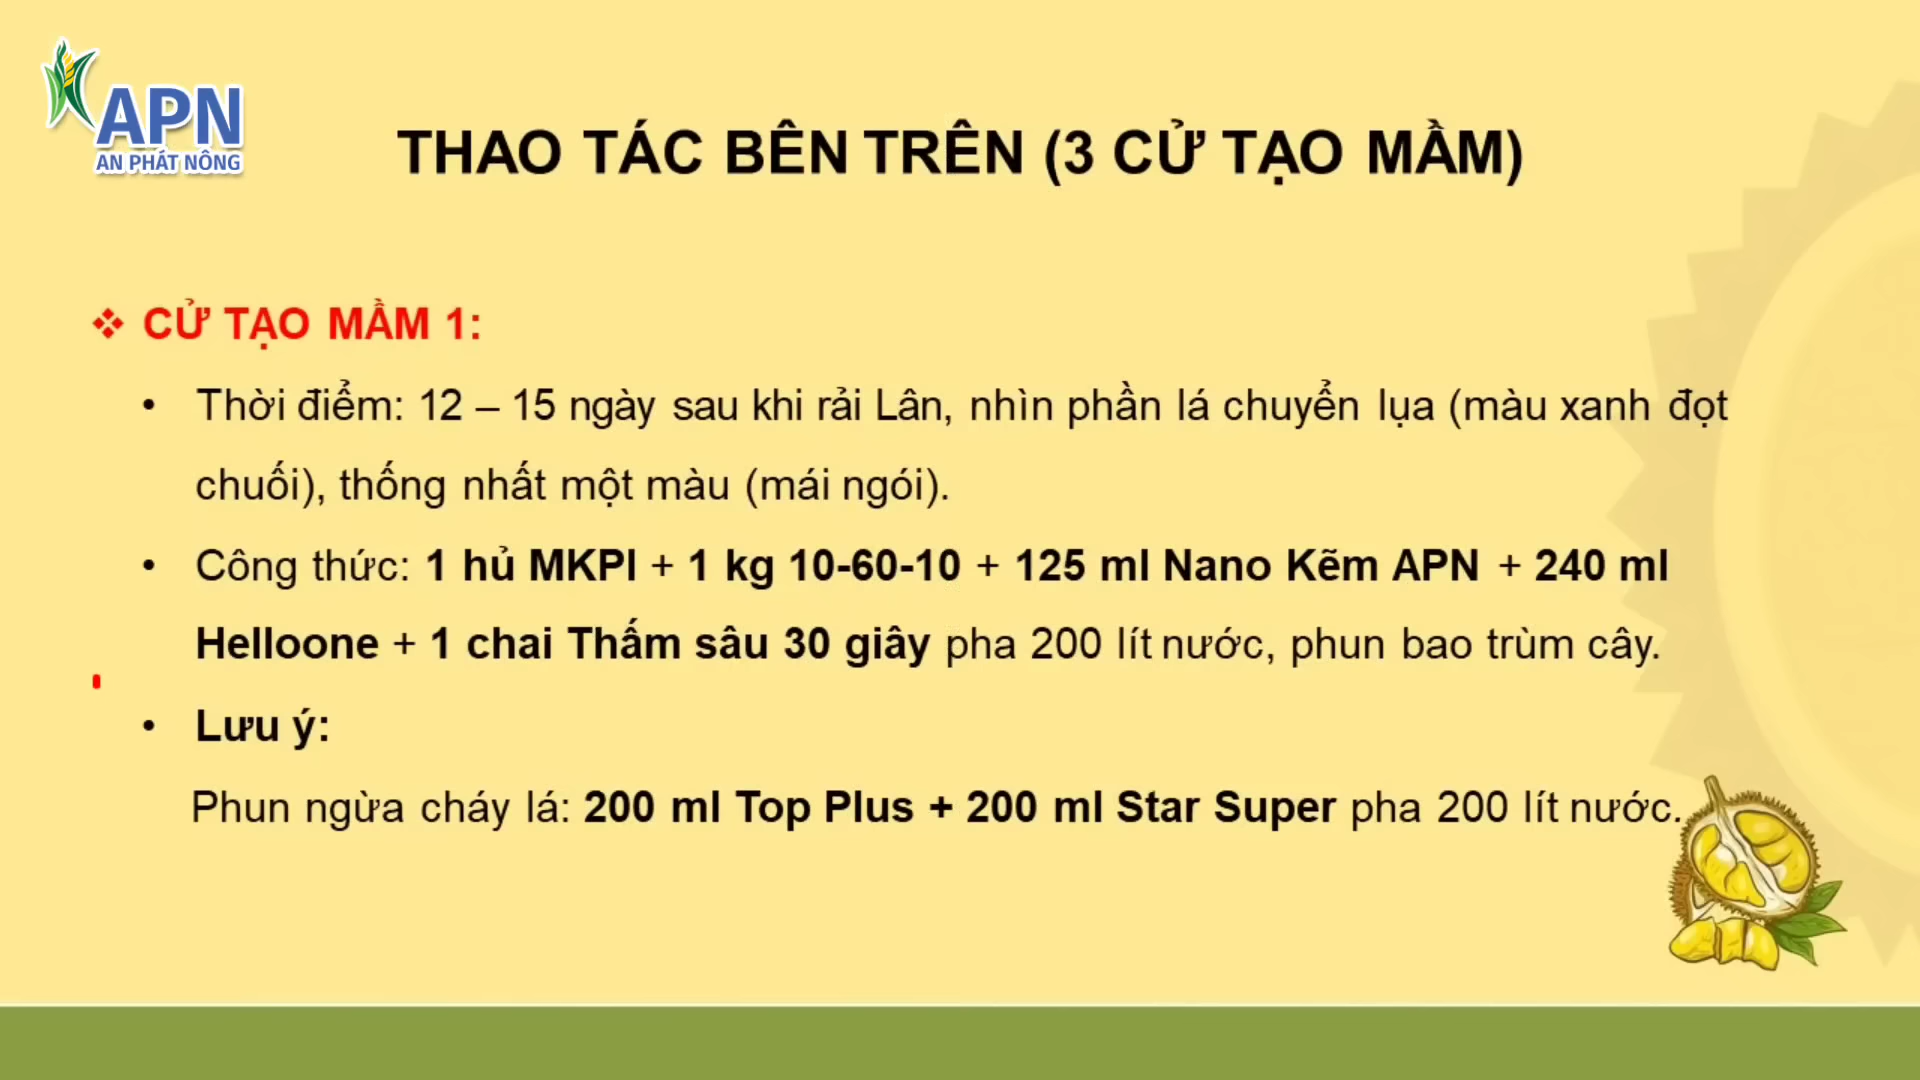 APN
AN PHÁT NÔNG
THAO TÁC BÊN TRÊN (3 CỬ TẠO MẦM)
❖ CỬ TẠO MẦM 1:
• Thời điểm: 12 – 15 ngày sau khi rải Lân, nhìn phần lá chuyển lụa (màu xanh đọt
chuối), thống nhất một màu (mái ngói).
• Công thức: 1 hủ MKPI + 1 kg 10-60-10 + 125 ml Nano Kẽm APN + 240 ml
Helloone + 1 chai Thấm sâu 30 giây pha 200 lít nước, phun bao trùm cây.
• Lưu ý:
Phun ngừa cháy lá: 200 ml Top Plus + 200 ml Star Super pha 200 lít nước.